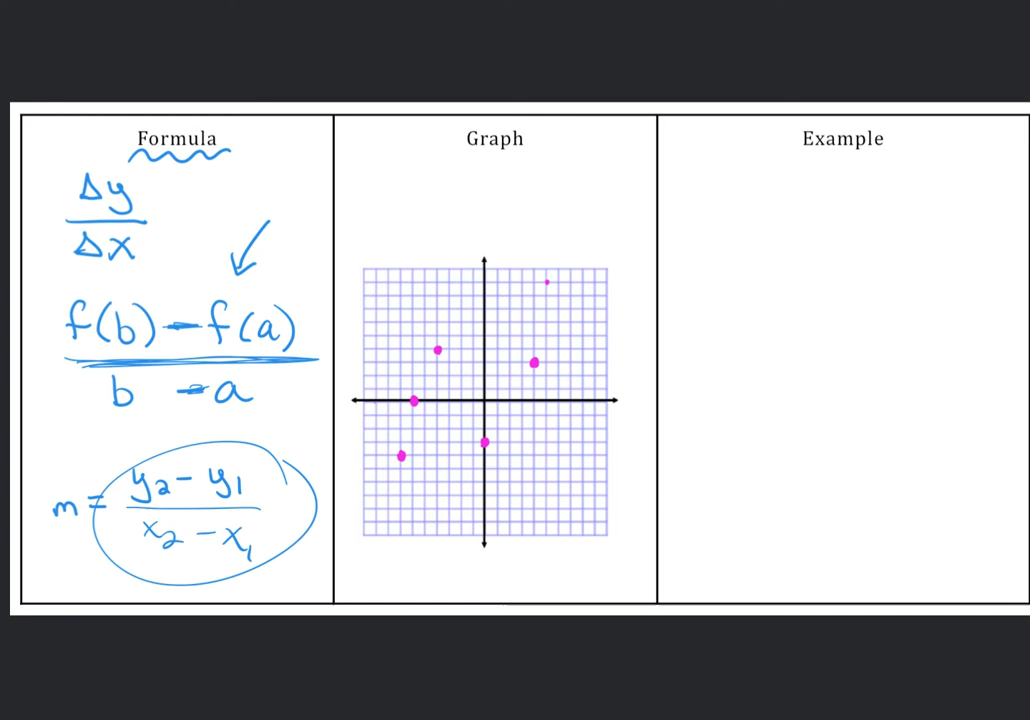 Formula
Δy
Δx
f(b) - f(a)
b - a
m = y₂ - y₁
x₂ - x₁
Graph
Example